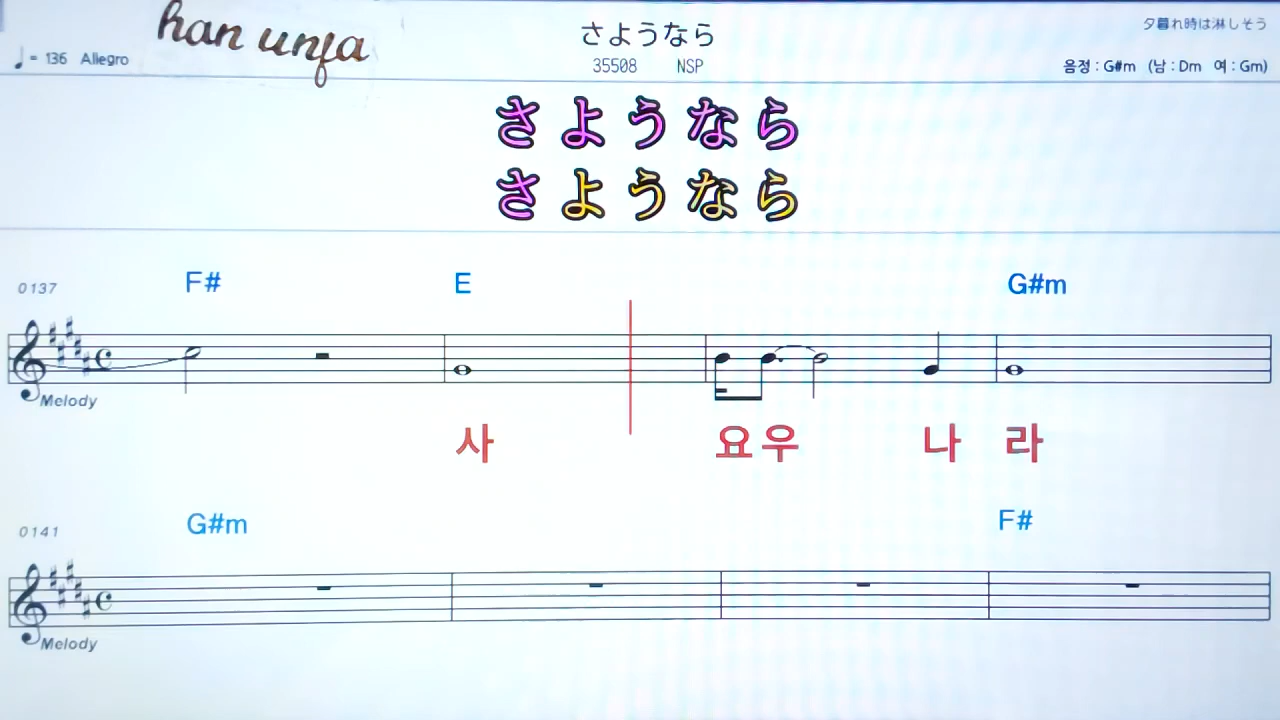 han unja
さようなら
夕暮れ時は淋しそう
♩= 136 Allegro
35508 NSP
음정 : G#m (남 : Dm 여 : Gm)
さようなら
さようなら
0137 F# E G#m
Melody
사 요우 나 라
0141 G#m F#
Melody